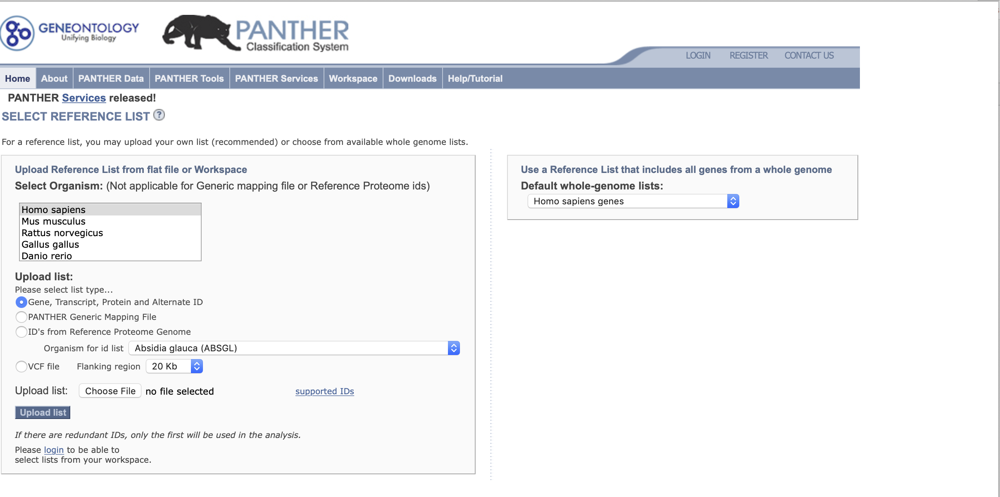 GENEONTOLOGY
Unifying Biology
PANTHER
Classification System
LOGIN REGISTER CONTACT US
Home About PANTHER Data PANTHER Tools PANTHER Services Workspace Downloads Help/Tutorial
PANTHER Services released!
SELECT REFERENCE LIST ?
For a reference list, you may upload your own list (recommended) or choose from available whole genome lists.
Upload Reference List from flat file or Workspace
Select Organism: (Not applicable for Generic mapping file or Reference Proteome ids)
Homo sapiens
Mus musculus
Rattus norvegicus
Gallus gallus
Danio rerio
Upload list:
Please select list type...
Gene, Transcript, Protein and Alternate ID
PANTHER Generic Mapping File
ID's from Reference Proteome Genome
Organism for id list Absidia glauca (ABSGL)
VCF file Flanking region 20 Kb
Upload list: Choose File no file selected supported IDs
Upload list
If there are redundant IDs, only the first will be used in the analysis.
Please login to be able to
select lists from your workspace.
Use a Reference List that includes all genes from a whole genome
Default whole-genome lists:
Homo sapiens genes